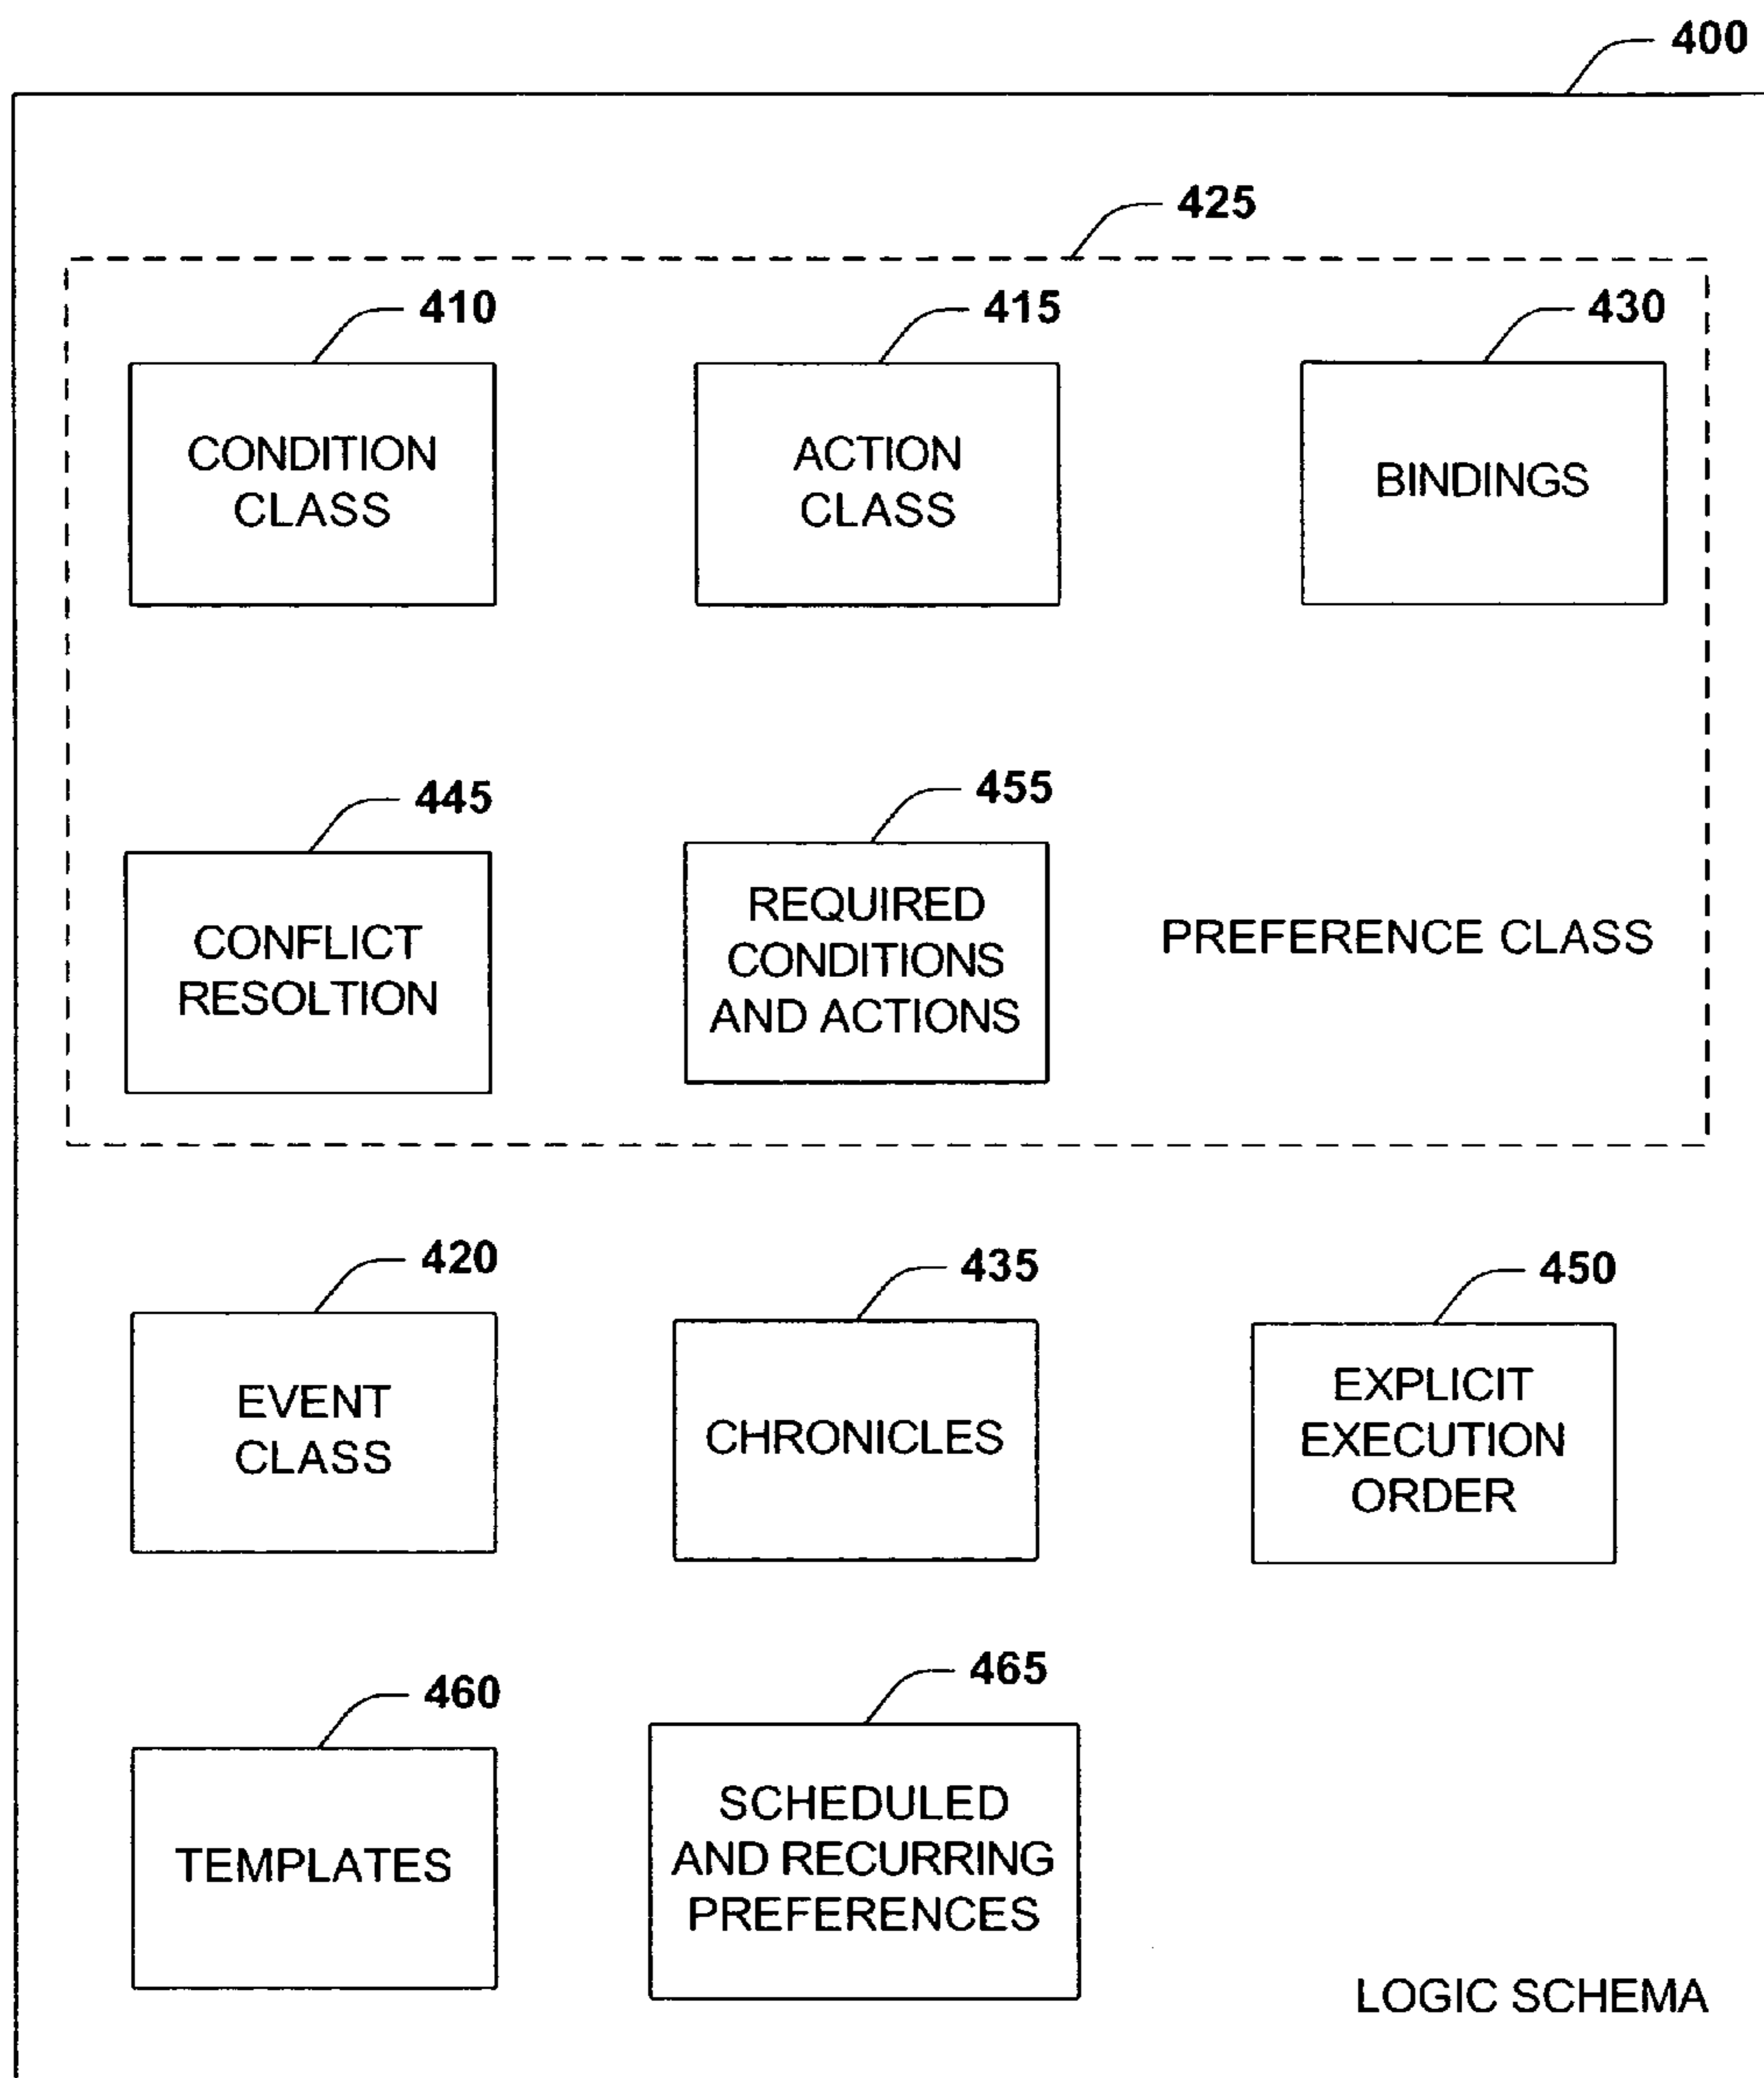 400
425
410
415
430
CONDITION
CLASS
ACTION
CLASS
BINDINGS
445
455
CONFLICT
RESOLTION
REQUIRED
CONDITIONS
AND ACTIONS
PREFERENCE CLASS
420
435
450
EVENT
CLASS
CHRONICLES
EXPLICIT
EXECUTION
ORDER
460
465
TEMPLATES
SCHEDULED
AND RECURRING
PREFERENCES
LOGIC SCHEMA